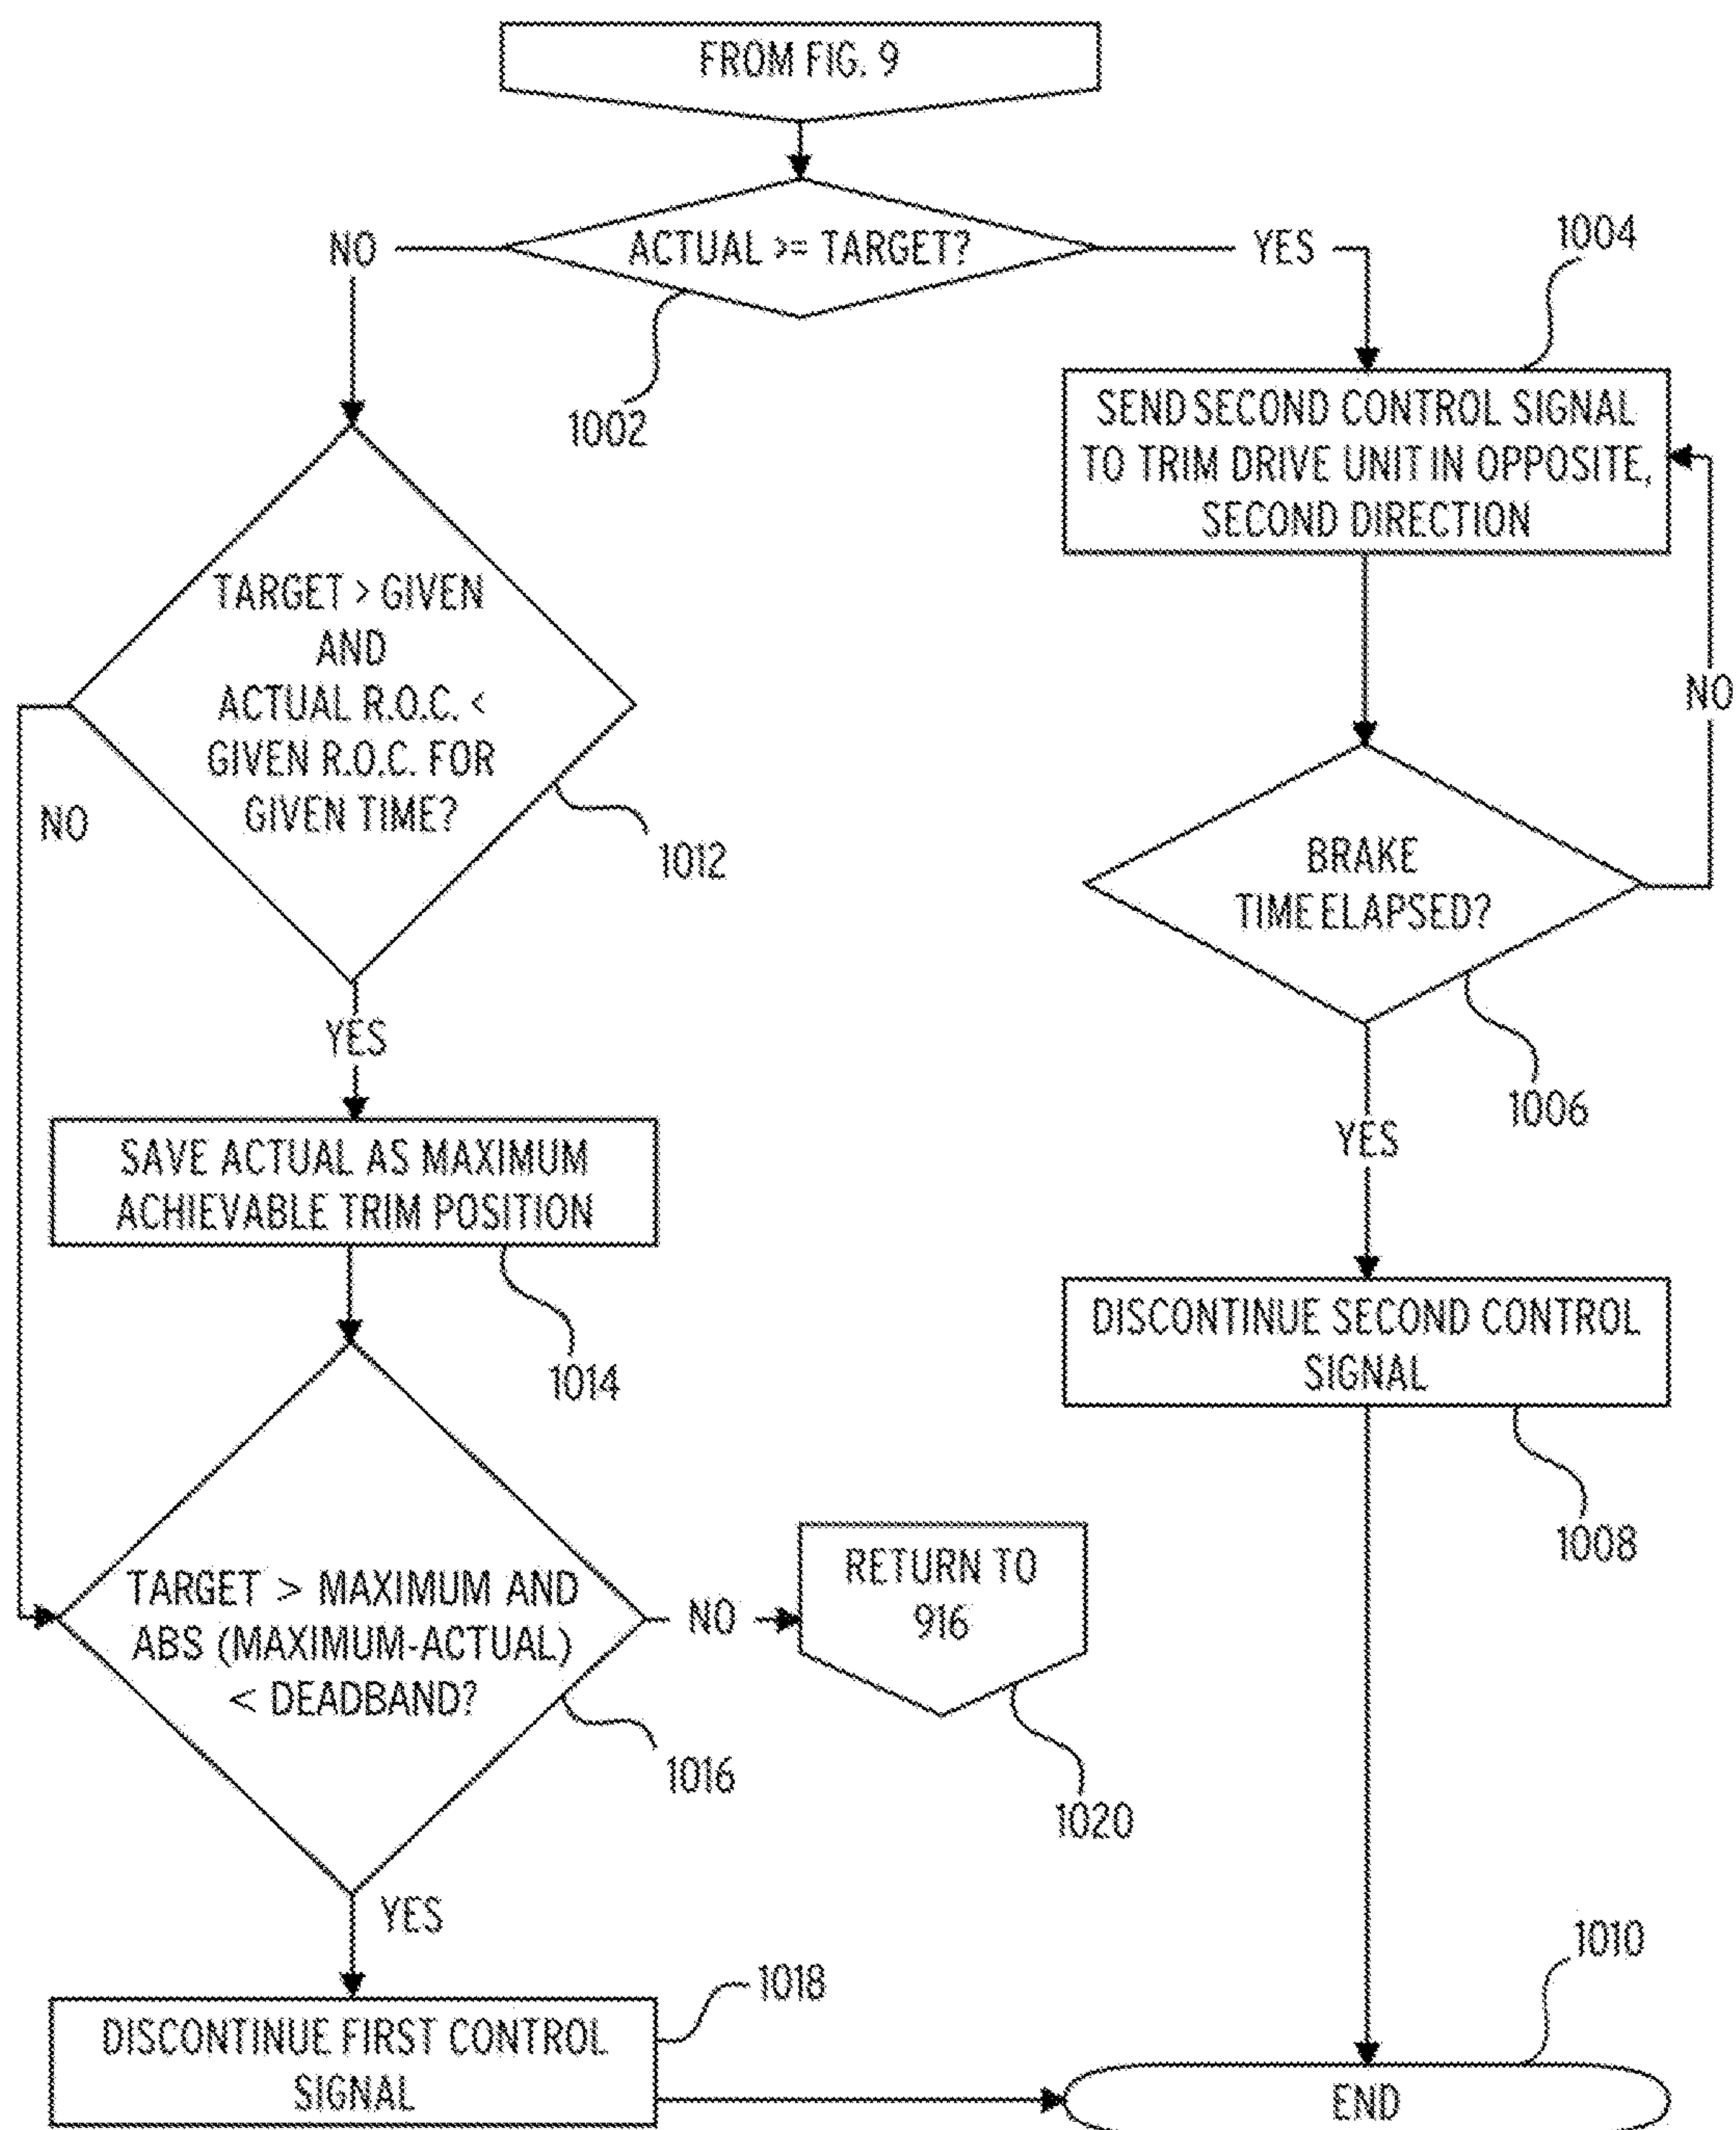 FROM FIG. 9
ACTUAL >= TARGET?
NO
YES
1002
1004
SEND SECOND CONTROL SIGNAL
TO TRIM DRIVE UNIT IN OPPOSITE,
SECOND DIRECTION
TARGET > GIVEN
AND
ACTUAL R.O.C. <
GIVEN R.O.C. FOR
GIVEN TIME?
NO
1012
NO
BRAKE
TIME ELAPSED?
1006
YES
YES
SAVE ACTUAL AS MAXIMUM
ACHIEVABLE TRIM POSITION
1014
DISCONTINUE SECOND CONTROL
SIGNAL
1008
TARGET > MAXIMUM AND
ABS (MAXIMUM-ACTUAL)
< DEADBAND?
1016
NO
RETURN TO
916
1020
YES
DISCONTINUE FIRST CONTROL
SIGNAL
1018
1010
END